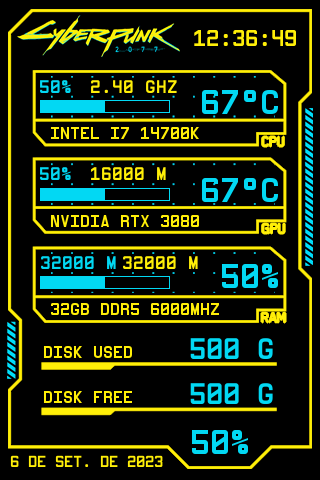 Cyberpunk 12:36:49
2077
50% 2.40 GHZ
67°C
INTEL I7 14700K
CPU
50% 16000 M
67°C
NVIDIA RTX 3080
GPU
32000 M 32000 M
50%
32GB DDR5 6000MHZ
RAM
DISK USED 500 G
DISK FREE 500 G
50%
6 DE SET. DE 2023